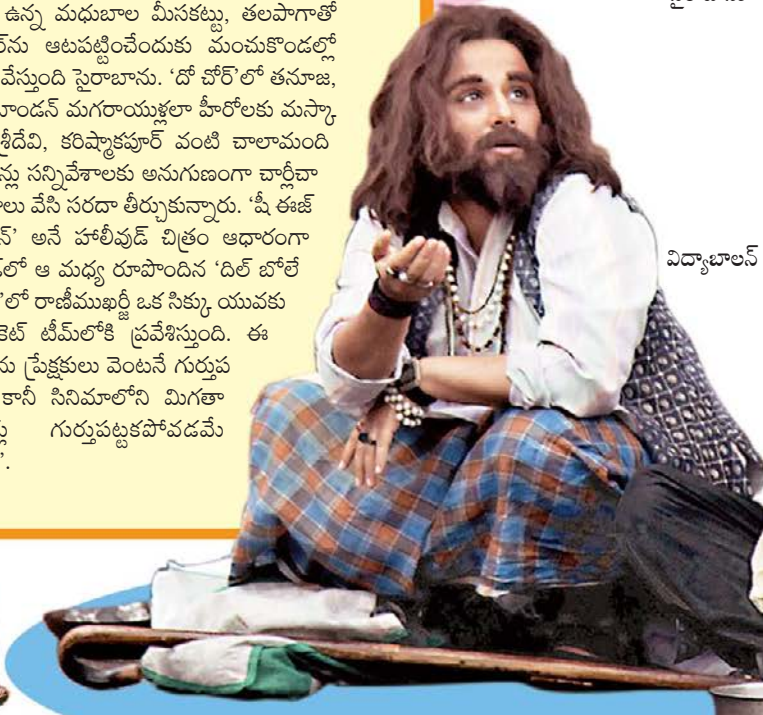 ఉన్న మధుబాల మీసకట్టు, తలపాగాతో
ర్‌ను ఆటపట్టించేందుకు మంచుకొండల్లో
వేస్తుంది సైరాబాను. ‘దో చోర్’లో తనూజ,
టాండన్ మగరాయుళ్లలా హీరోలకు మస్కా
శ్రీదేవి, కరిష్మాకపూర్ వంటి చాలామంది
న్లు సన్నివేశాలకు అనుగుణంగా చార్లీచా
లు వేసి సరదా తీర్చుకున్నారు. ‘షీ ఈజ్
న్’ అనే హాలీవుడ్ చిత్రం ఆధారంగా
డ్‌లో ఆ మధ్య రూపొందిన ‘దిల్ బోలే
’లో రాణీముఖర్జీ ఒక సిక్కు యువకు
కెట్ టీమ్‌లోకి ప్రవేశిస్తుంది. ఈ
ను ప్రేక్షకులు వెంటనే గుర్తుప
కానీ సినిమాలోని మిగతా
గుర్తుపట్టకపోవడమే
’.
విద్యాబాలన్